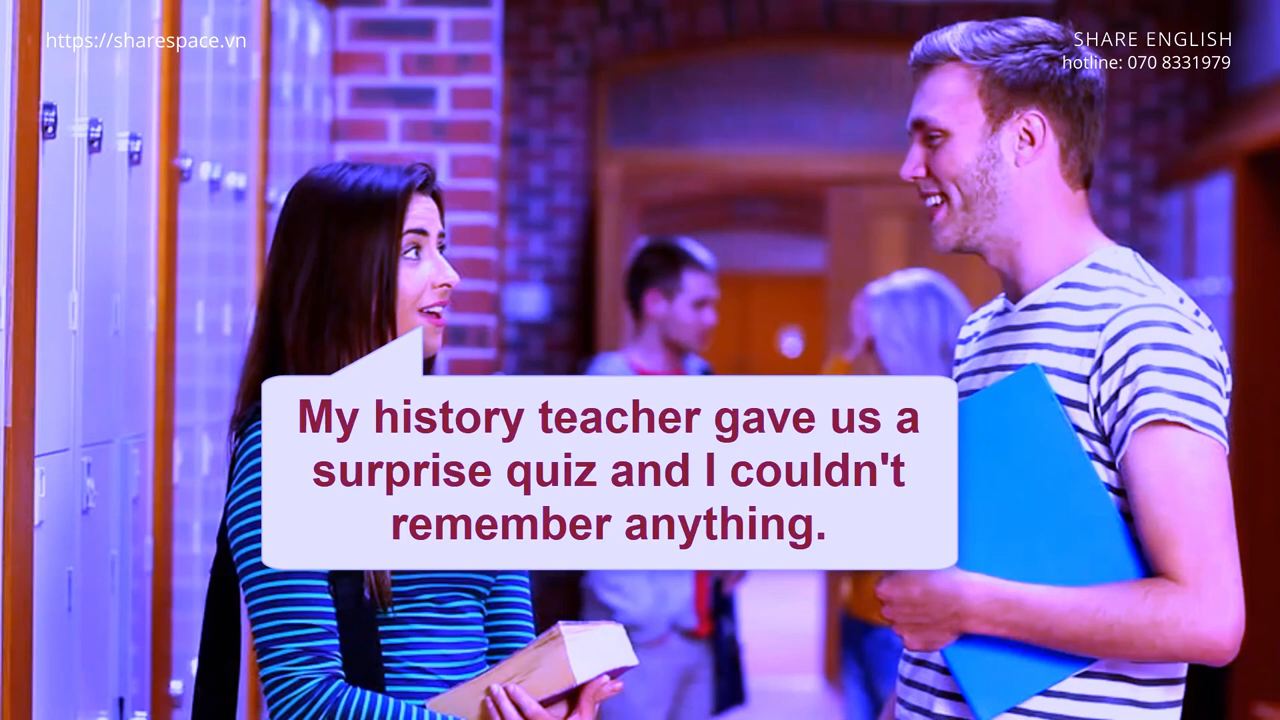 https://sharespace.vn
SHARE ENGLISH
hotline: 070 8331979
My history teacher gave us a
surprise quiz and I couldn't
remember anything.